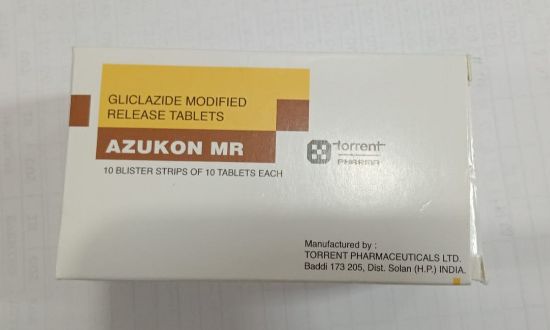 GLICLAZIDE MODIFIED
RELEASE TABLETS
AZUKON MR
10 BLISTER STRIPS OF 10 TABLETS EACH
torrent
PHARMA
Manufactured by :
TORRENT PHARMACEUTICALS LTD.
Baddi 173 205, Dist. Solan (H.P.) INDIA.